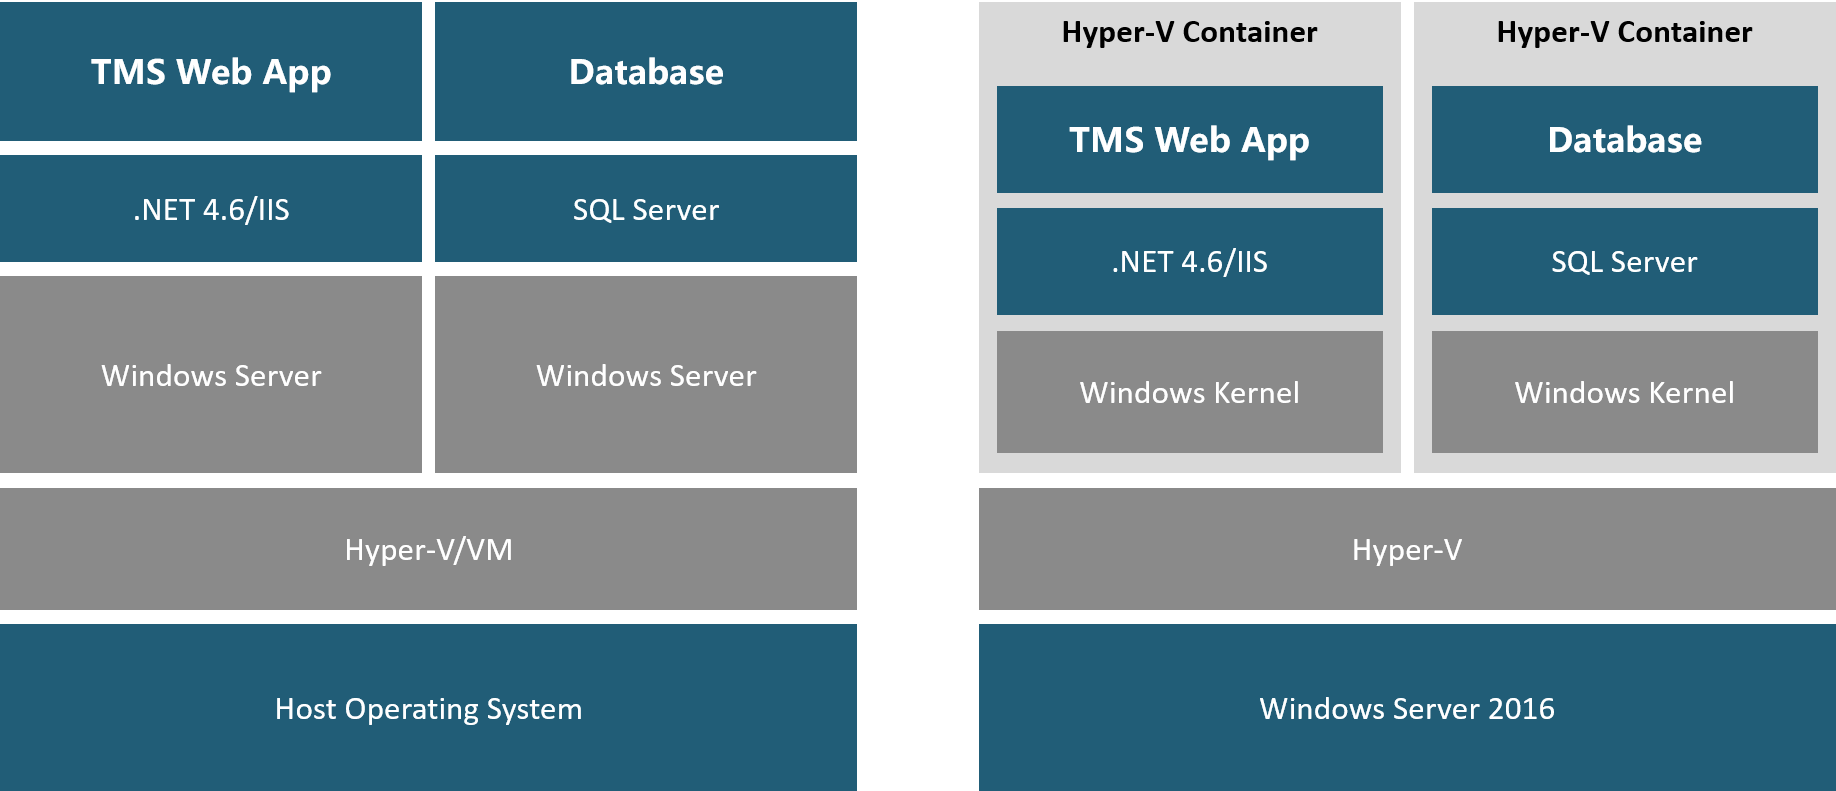 TMS Web App
Database
.NET 4.6/IIS
SQL Server
Windows Server
Windows Server
Hyper-V/VM
Host Operating System
Hyper-V Container
Hyper-V Container
TMS Web App
Database
.NET 4.6/IIS
SQL Server
Windows Kernel
Windows Kernel
Hyper-V
Windows Server 2016